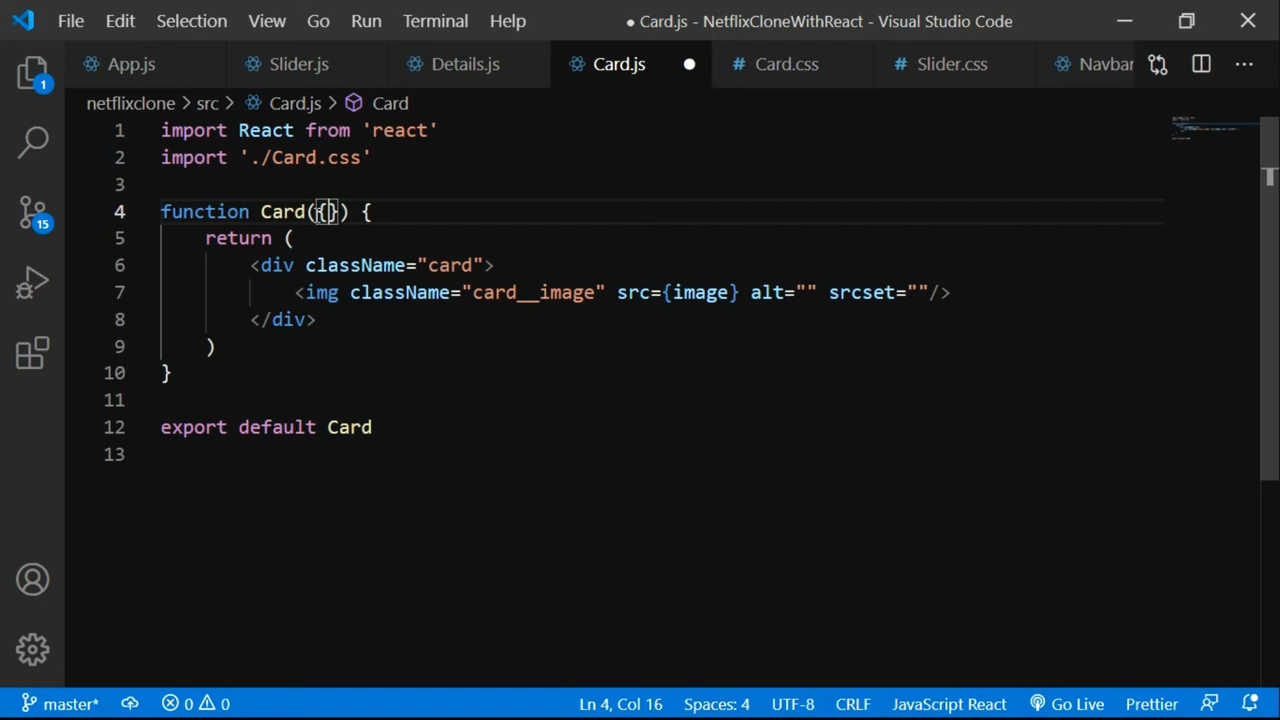 File Edit Selection View Go Run Terminal Help ● Card.js - NetflixCloneWithReact - Visual Studio Code
App.js Slider.js Details.js Card.js # Card.css # Slider.css Navbar
1
netflixclone > src > Card.js > Card
1 import React from 'react'
2 import './Card.css'
3
4 function Card({}) {
5 return (
6 <div className="card">
7 <img className="card__image" src={image} alt="" srcset=""/>
8 </div>
9 )
10 }
11
12 export default Card
13
15
master* 0 0 Ln 4, Col 16 Spaces: 4 UTF-8 CRLF JavaScript React Go Live Prettier